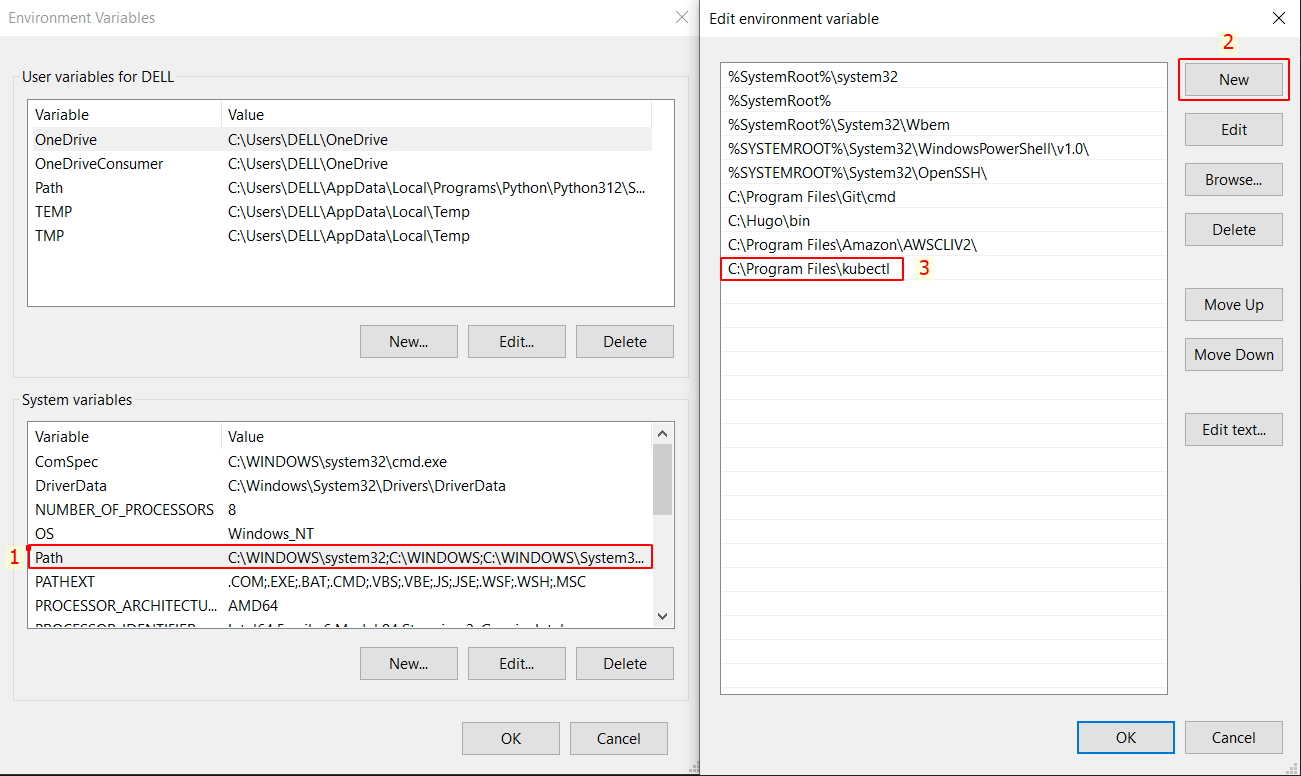 Environment Variables
User variables for DELL
Variable Value
OneDrive C:\Users\DELL\OneDrive
OneDriveConsumer C:\Users\DELL\OneDrive
Path C:\Users\DELL\AppData\Local\Programs\Python\Python312\S...
TEMP C:\Users\DELL\AppData\Local\Temp
TMP C:\Users\DELL\AppData\Local\Temp
New... Edit... Delete
System variables
Variable Value
ComSpec C:\WINDOWS\system32\cmd.exe
DriverData C:\Windows\System32\Drivers\DriverData
NUMBER_OF_PROCESSORS 8
OS Windows_NT
1 Path C:\WINDOWS\system32;C:\WINDOWS;C:\WINDOWS\System3...
PATHEXT .COM;.EXE;.BAT;.CMD;.VBS;.VBE;.JS;.JSE;.WSF;.WSH;.MSC
PROCESSOR_ARCHITECTU... AMD64
New... Edit... Delete
OK Cancel
Edit environment variable
2
%SystemRoot%\system32
New
%SystemRoot%
%SystemRoot%\System32\Wbem
Edit
%SYSTEMROOT%\System32\WindowsPowerShell\v1.0\
%SYSTEMROOT%\System32\OpenSSH\
Browse...
C:\Program Files\Git\cmd
C:\Hugo\bin
Delete
C:\Program Files\Amazon\AWSCLIV2\
C:\Program Files\kubectl 3
Move Up
Move Down
Edit text...
OK Cancel